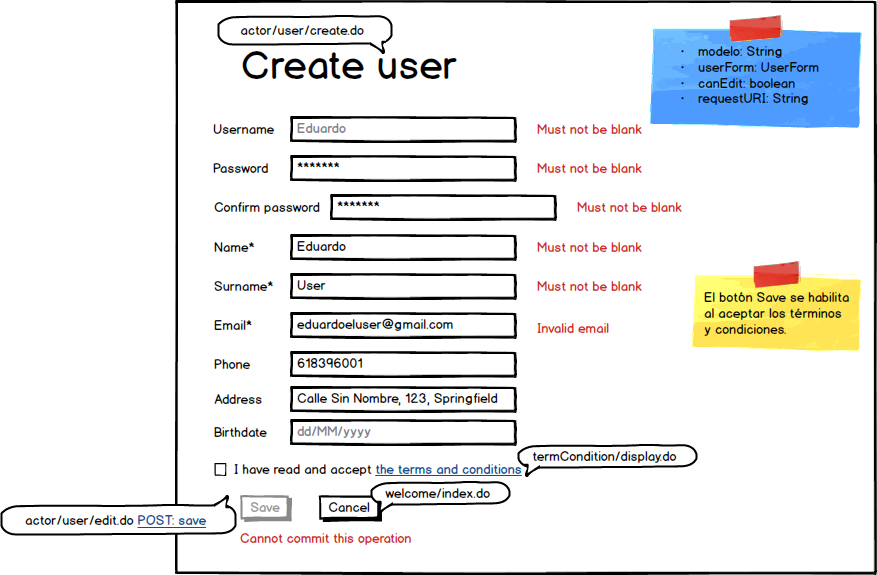 actor/user/create.do
Create user
· modelo: String
· userForm: UserForm
· canEdit: boolean
· requestURI: String
Username Eduardo Must not be blank
Password ******* Must not be blank
Confirm password ******* Must not be blank
Name* Eduardo Must not be blank
Surname* User Must not be blank
El botón Save se habilita
al aceptar los términos
y condiciones.
Email* eduardoeluser@gmail.com Invalid email
Phone 618396001
Address Calle Sin Nombre, 123, Springfield
Birthdate dd/MM/yyyy
termCondition/display.do
I have read and accept the terms and conditions
welcome/index.do
Save Cancel
actor/user/edit.do POST: save
Cannot commit this operation